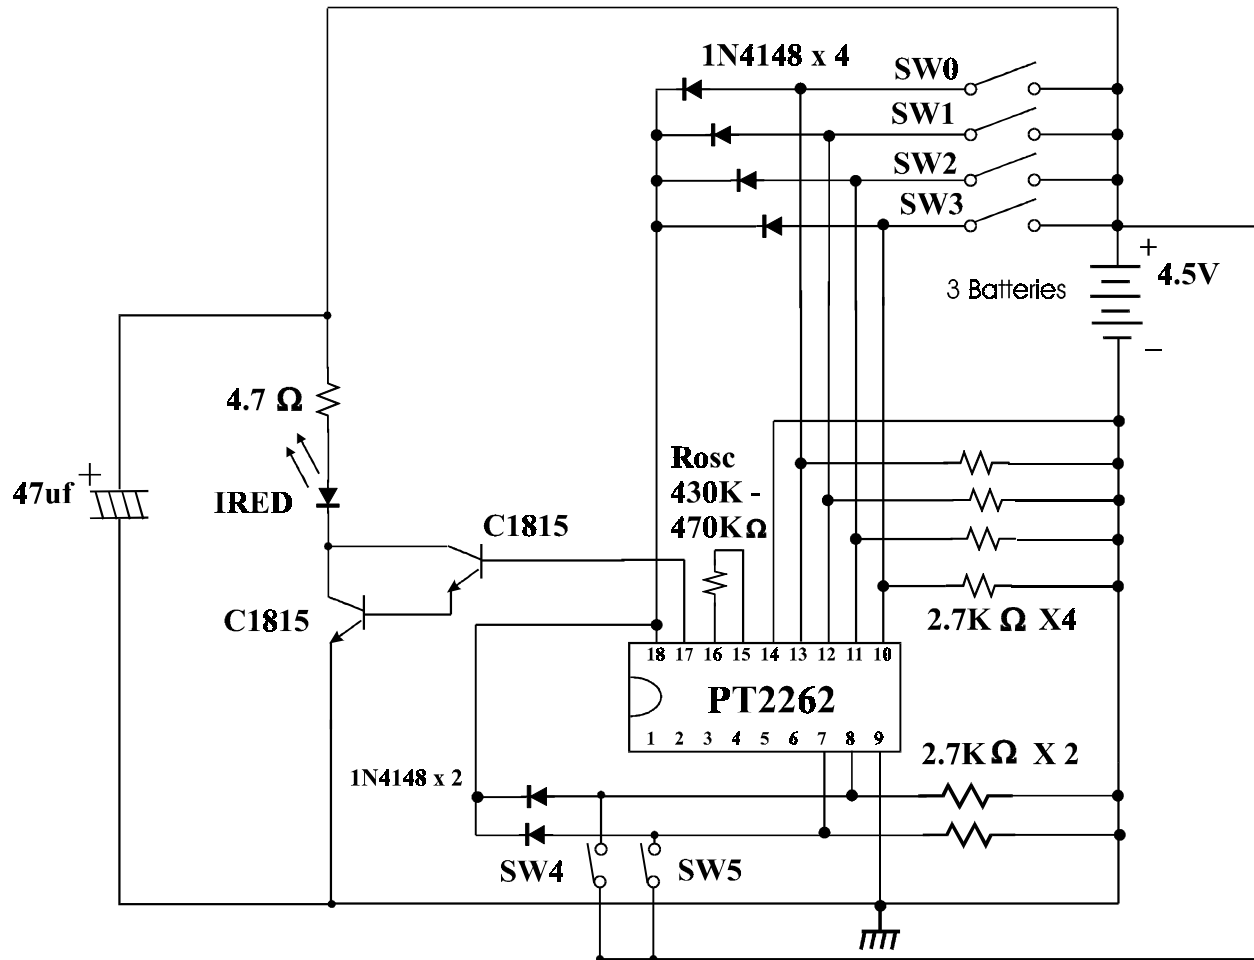 1N4148 x 4
SW0
SW1
SW2
SW3
+
4.5V
3 Batteries
−
4.7 Ω
+
47uf
IRED
C1815
Rosc
430K -
470K Ω
C1815
2.7K Ω X4
18 17 16 15 14 13 12 11 10
PT2262
1 2 3 4 5 6 7 8 9
2.7K Ω X 2
1N4148 x 2
SW4
SW5